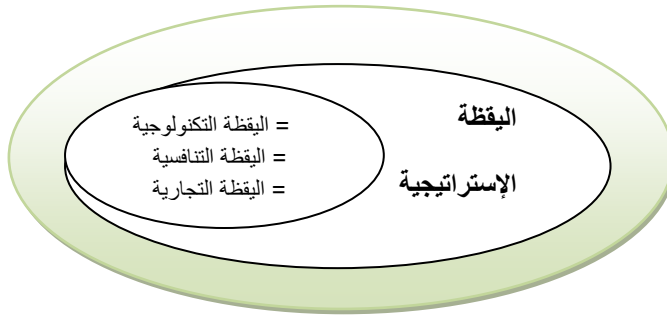 اليقظة
الإستراتيجية
= اليقظة التكنولوجية
= اليقظة التنافسية
= اليقظة التجارية